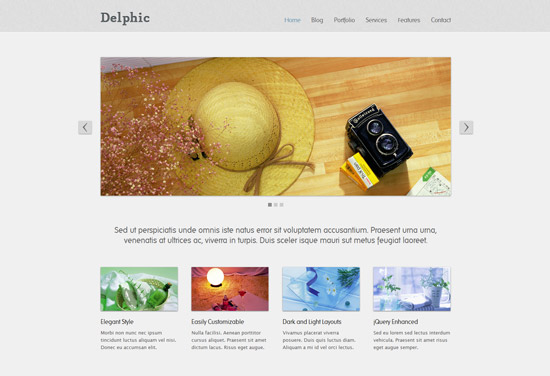 Delphic
Home Blog Portfolio Services Features Contact
Sed ut perspiciatis unde omnis iste natus error sit voluptatem accusantium. Praesent urna urna,
venenatis at ultrices ac, viverra in turpis. Duis sceler isque mauri sut metus feugiat laoreet.
Elegant Style
Morbi non nunc nec ipsum
tincidunt luctus aliquam vel nisi.
Donec eu accumsan elit.
Easily Customizable
Nulla facilisi. Aenean porttitor
cursus aliquet. Praesent sit amet
dictum lacus. Risus eget augue.
Dark and Light Layouts
Vivamus placerat viverra
posuere. Duis quis luctus diam.
Aliquam a mi id vel orci lectus.
jQuery Enhanced
Sed eu lorem sed lectus interdum
vehicula. Praesent sit amet risus
eget augue semper.